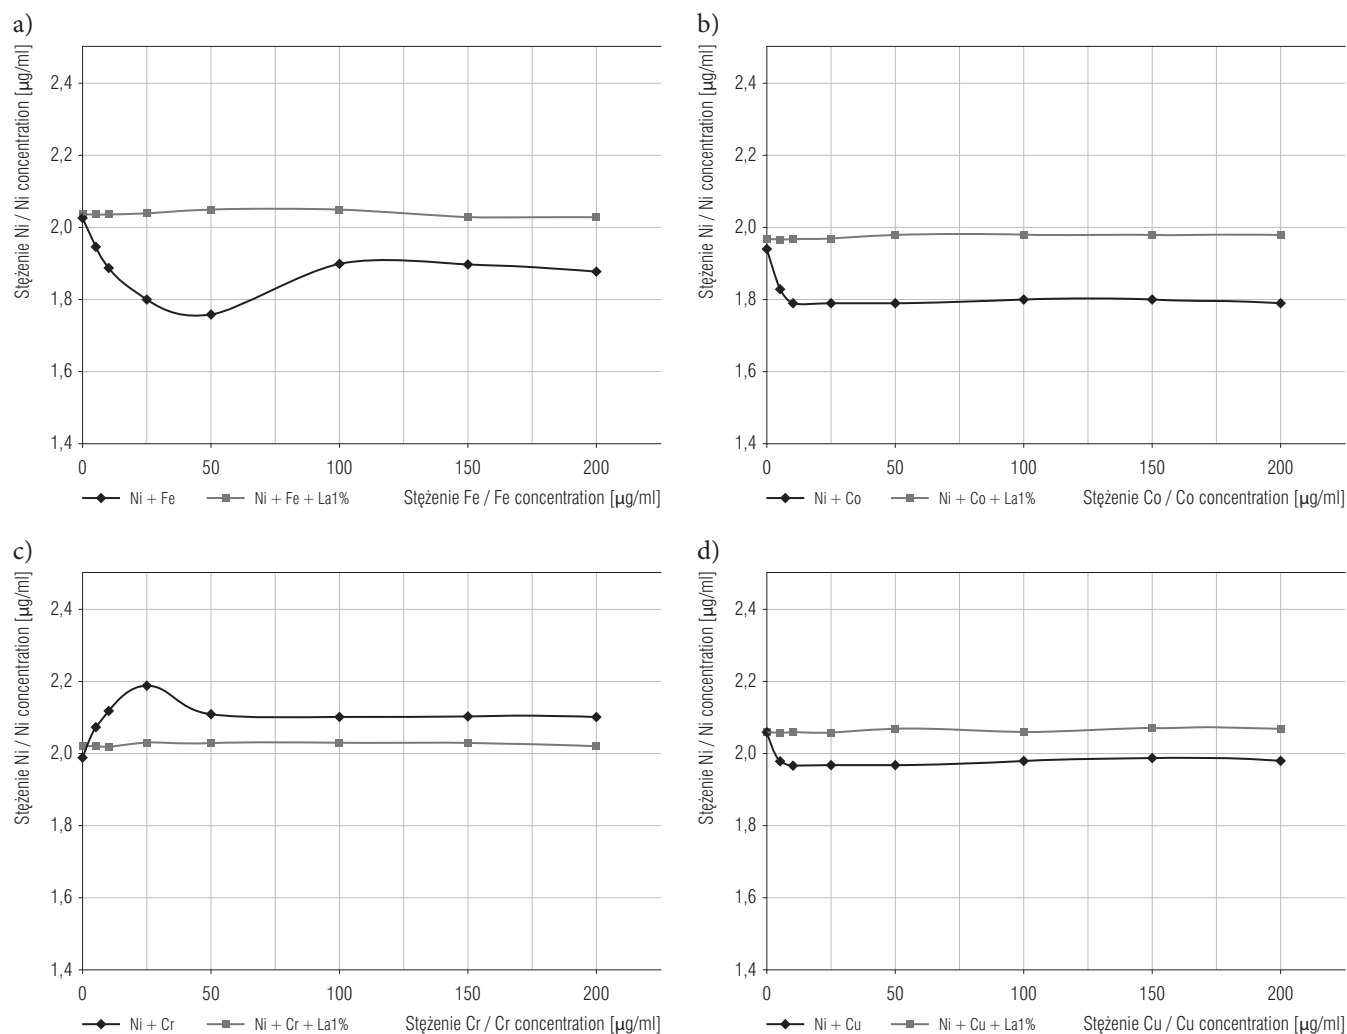 a)
Stężenie Ni / Ni concentration [µg/ml]
2,4
2,2
2,0
1,8
1,6
1,4
0 50 100 150 200
Ni + Fe Ni + Fe + La1% Stężenie Fe / Fe concentration [µg/ml]
b)
Stężenie Ni / Ni concentration [µg/ml]
2,4
2,2
2,0
1,8
1,6
1,4
0 50 100 150 200
Ni + Co Ni + Co + La1% Stężenie Co / Co concentration [µg/ml]
c)
Stężenie Ni / Ni concentration [µg/ml]
2,4
2,2
2,0
1,8
1,6
1,4
0 50 100 150 200
Ni + Cr Ni + Cr + La1% Stężenie Cr / Cr concentration [µg/ml]
d)
Stężenie Ni / Ni concentration [µg/ml]
2,4
2,2
2,0
1,8
1,6
1,4
0 50 100 150 200
Ni + Cu Ni + Cu + La1% Stężenie Cu / Cu concentration [µg/ml]